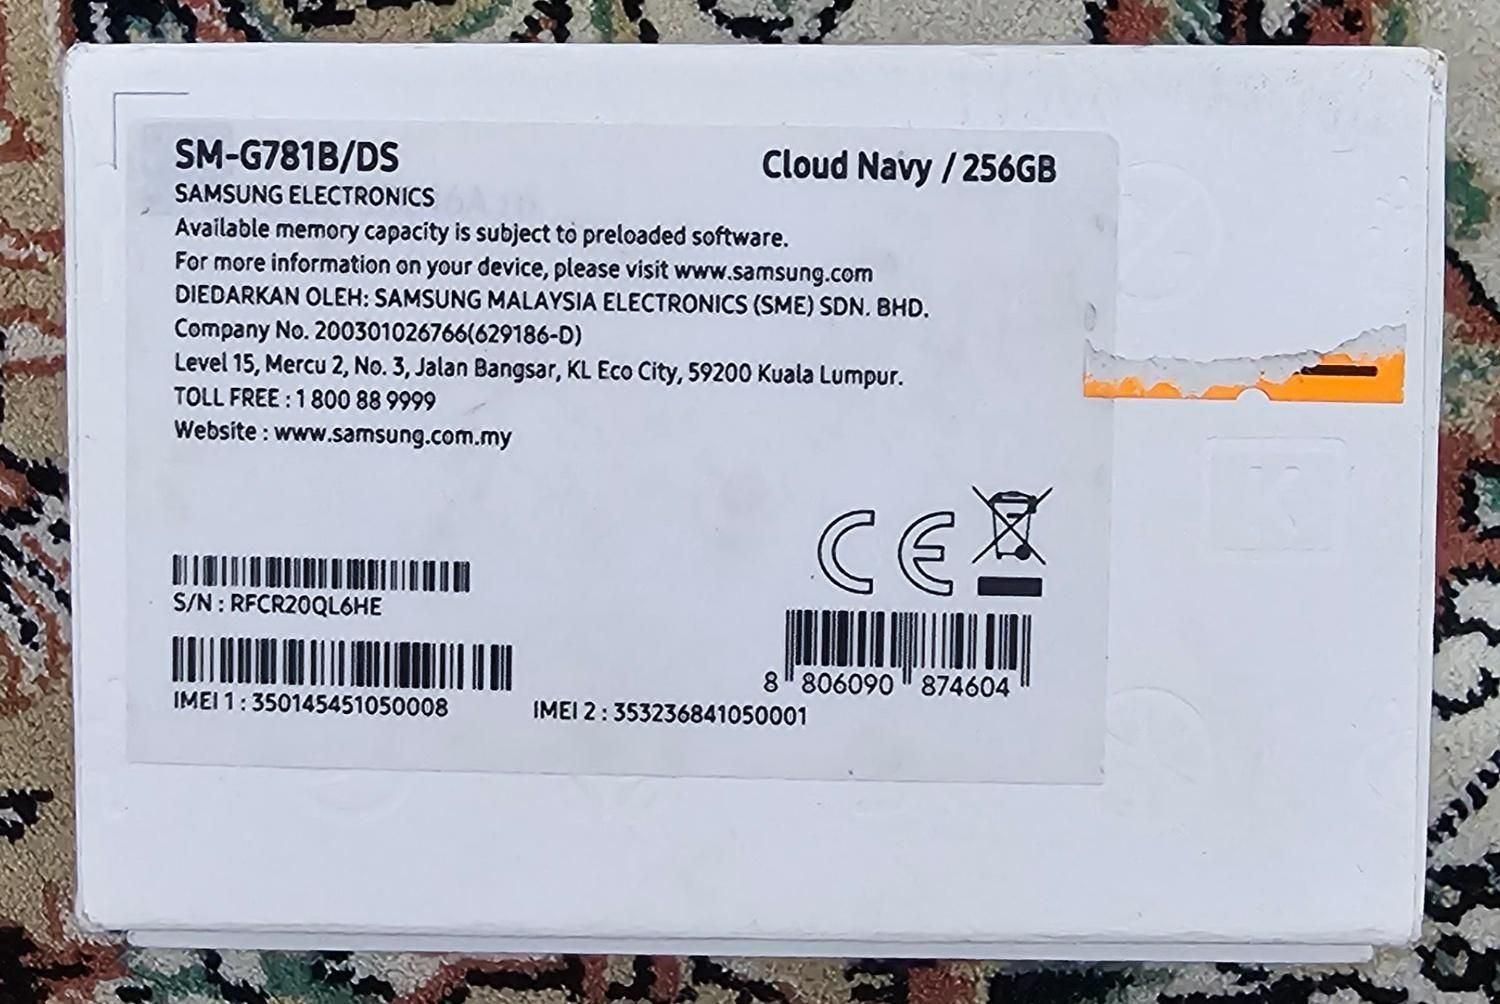 SM-G781B/DS
Cloud Navy / 256GB
SAMSUNG ELECTRONICS
Available memory capacity is subject to preloaded software.
For more information on your device, please visit www.samsung.com
DIEDARKAN OLEH: SAMSUNG MALAYSIA ELECTRONICS (SME) SDN. BHD.
Company No. 200301026766(629186-D)
Level 15, Mercu 2, No. 3, Jalan Bangsar, KL Eco City, 59200 Kuala Lumpur.
TOLL FREE : 1 800 88 9999
Website : www.samsung.com.my
CE
S/N : RFCR20QL6HE
8 806090 874604
IMEI 1 : 350145451050008
IMEI 2 : 353236841050001